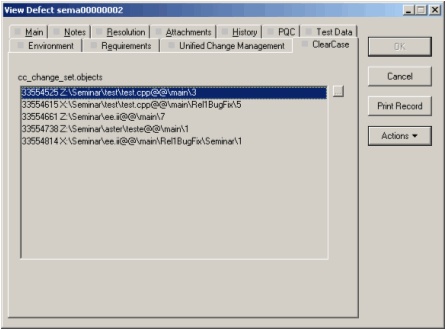 View Defect sema00000002
Main Notes Resolution Attachments History PQC Test Data
Environment Requirements Unified Change Management ClearCase
OK
cc_change_set.objects
Cancel
33554525 Z:\Seminar\test\test.cpp@@\main\3
33554615 X:\Seminar\test\test.cpp@@\main\Rel1BugFix\5
Print Record
33554661 Z:\Seminar\ee.ii@@\main\7
33554738 Z:\Seminar\aster\teste@@\main\1
Actions
33554814 X:\Seminar\ee.ii@@\main\Rel1BugFix\Seminar\1